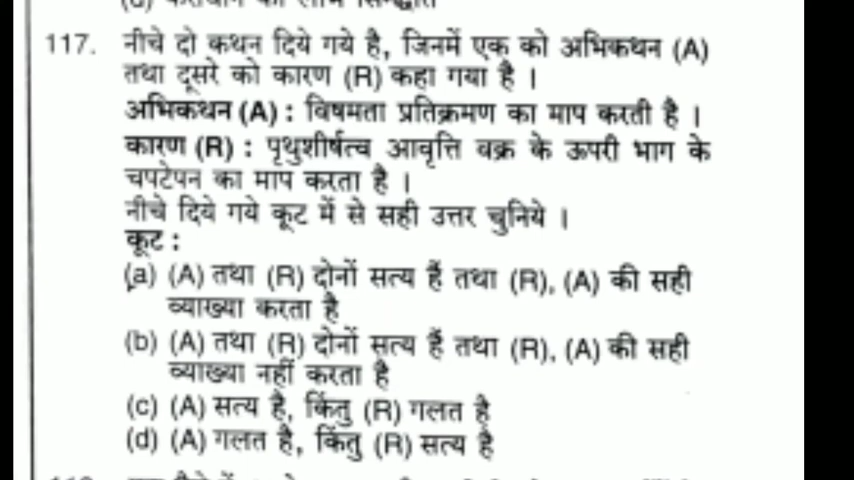 117. नीचे दो कथन दिये गये है, जिनमें एक को अभिकथन (A)
तथा दूसरे को कारण (R) कहा गया है ।
अभिकथन (A) : विषमता प्रतिक्रमण का माप करती है ।
कारण (R) : पृथुशीर्षत्व आवृत्ति वक्र के ऊपरी भाग के
चपटेपन का माप करता है ।
नीचे दिये गये कूट में से सही उत्तर चुनिये ।
कूट :
(a) (A) तथा (R) दोनों सत्य हैं तथा (R), (A) की सही
व्याख्या करता है
(b) (A) तथा (R) दोनों सत्य हैं तथा (R), (A) की सही
व्याख्या नहीं करता है
(c) (A) सत्य है, किंतु (R) गलत है
(d) (A) गलत है, किंतु (R) सत्य है